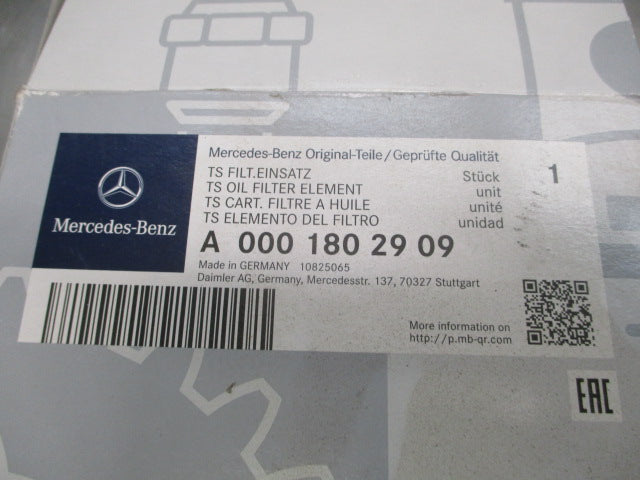 Mercedes-Benz
Mercedes-Benz Original-Teile/Geprüfte Qualität
TS FILT.EINSATZ Stück 1
TS OIL FILTER ELEMENT unit
TS CART. FILTRE A HUILE unité
TS ELEMENTO DEL FILTRO unidad
A 000 180 29 09
Made in GERMANY 10825065
Daimler AG, Germany, Mercedesstr. 137, 70327 Stuttgart
More information on
http://p.mb-qr.com
EAC